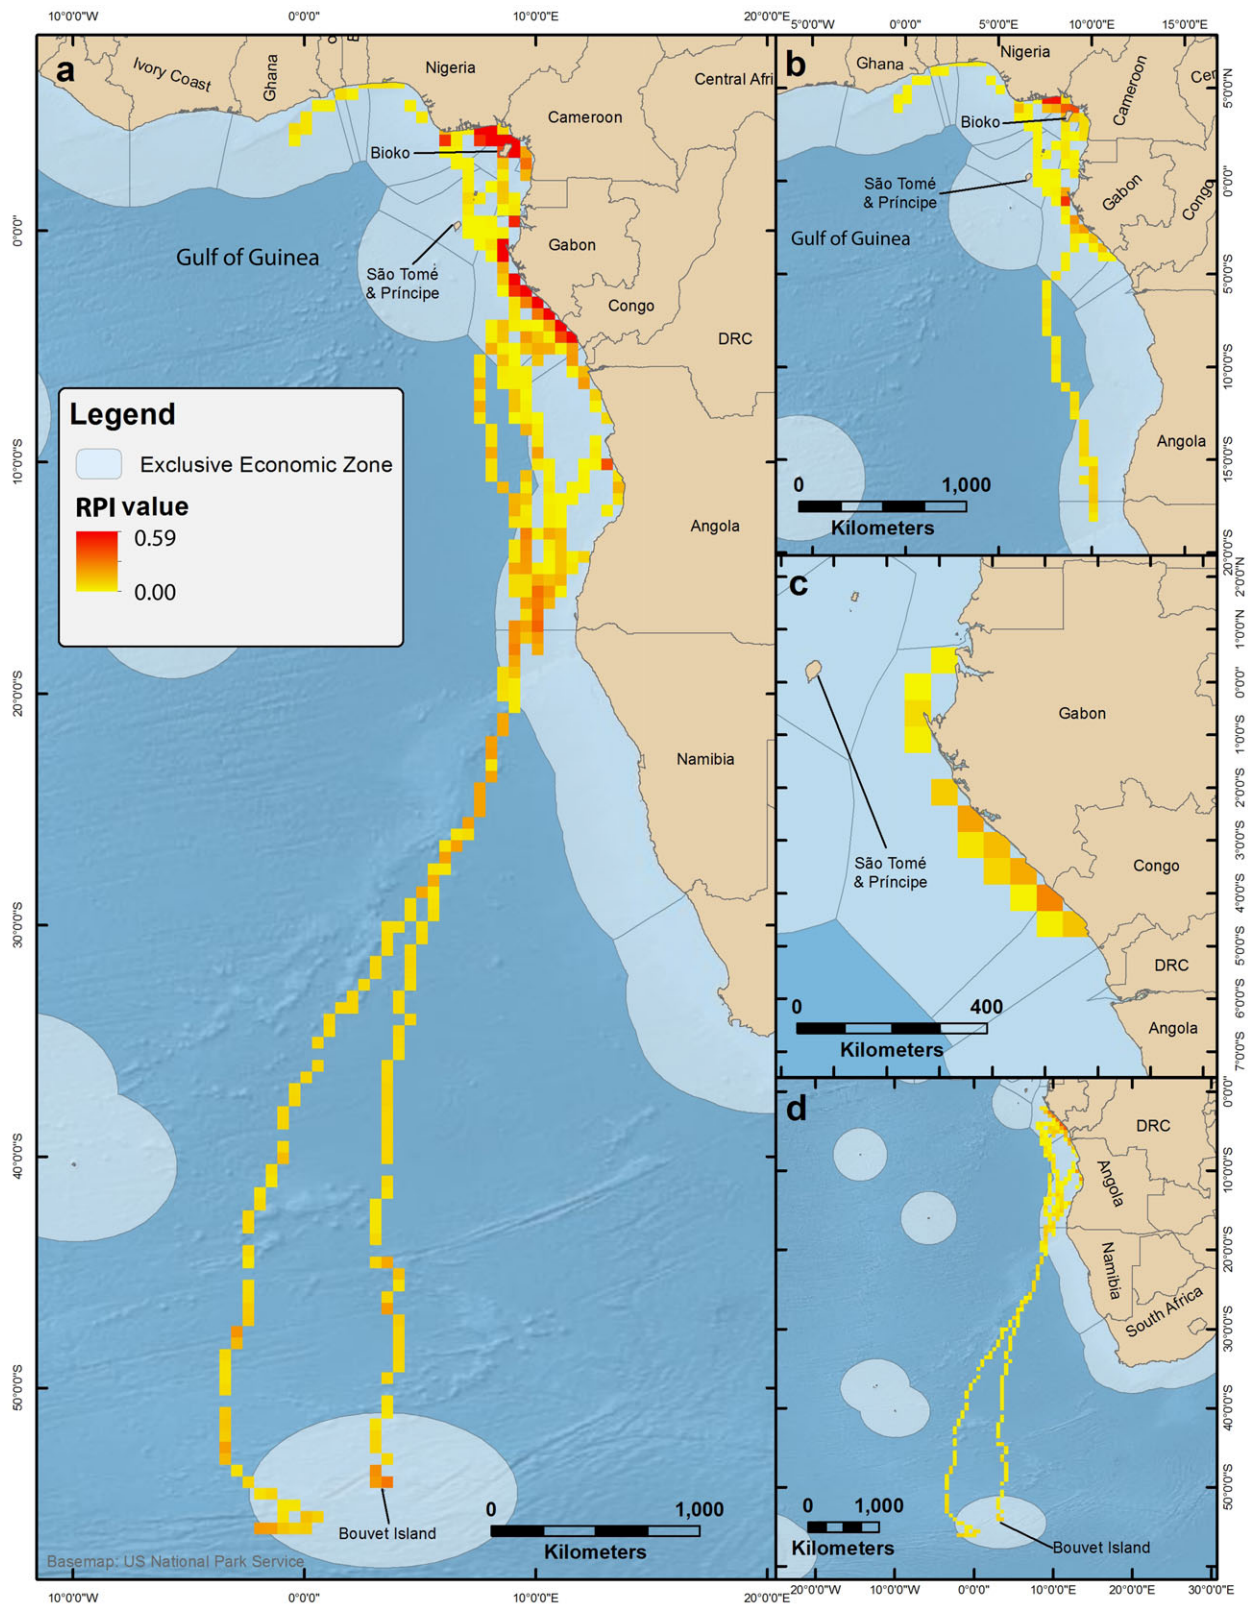 10°0'0"W
0°0'0"
10°0'0"E
20°0'0"E
a
Ivory Coast
Ghana
Nigeria
Central Afri
Cameroon
Bioko
0°0'0"
Gulf of Guinea
São Tomé
& Príncipe
Gabon
Congo
DRC
Legend
Exclusive Economic Zone
RPI value
0.59
0.00
10°0'0"S
Angola
20°0'0"S
Namibia
30°0'0"S
40°0'0"S
50°0'0"S
Bouvet Island
0
1,000
Kilometers
Basemap: US National Park Service
10°0'0"W
0°0'0"
10°0'0"E
20°0'0"E
5°0'0"W
0°0'0"
5°0'0"E
10°0'0"E
15°0'0"E
b
Ghana
Nigeria
Cameroon
Cer
Bioko
São Tomé
& Príncipe
Gabon
Congo
Gulf of Guinea
Angola
0
1,000
Kilometers
5°0'0"N
0°0'0"
5°0'0"S
10°0'0"S
15°0'0"S
20°0'0"S
c
Gabon
São Tomé
& Príncipe
Congo
DRC
Angola
0
400
Kilometers
2°0'0"N
1°0'0"N
0°0'0"
1°0'0"S
2°0'0"S
3°0'0"S
4°0'0"S
5°0'0"S
6°0'0"S
7°0'0"S
d
DRC
Angola
Namibia
South Africa
0
1,000
Kilometers
Bouvet Island
0°0'0"
10°0'0"S
20°0'0"S
30°0'0"S
40°0'0"S
50°0'0"S
20°0'0"W
10°0'0"W
0°0'0"
10°0'0"E
20°0'0"E
30°0'0"E